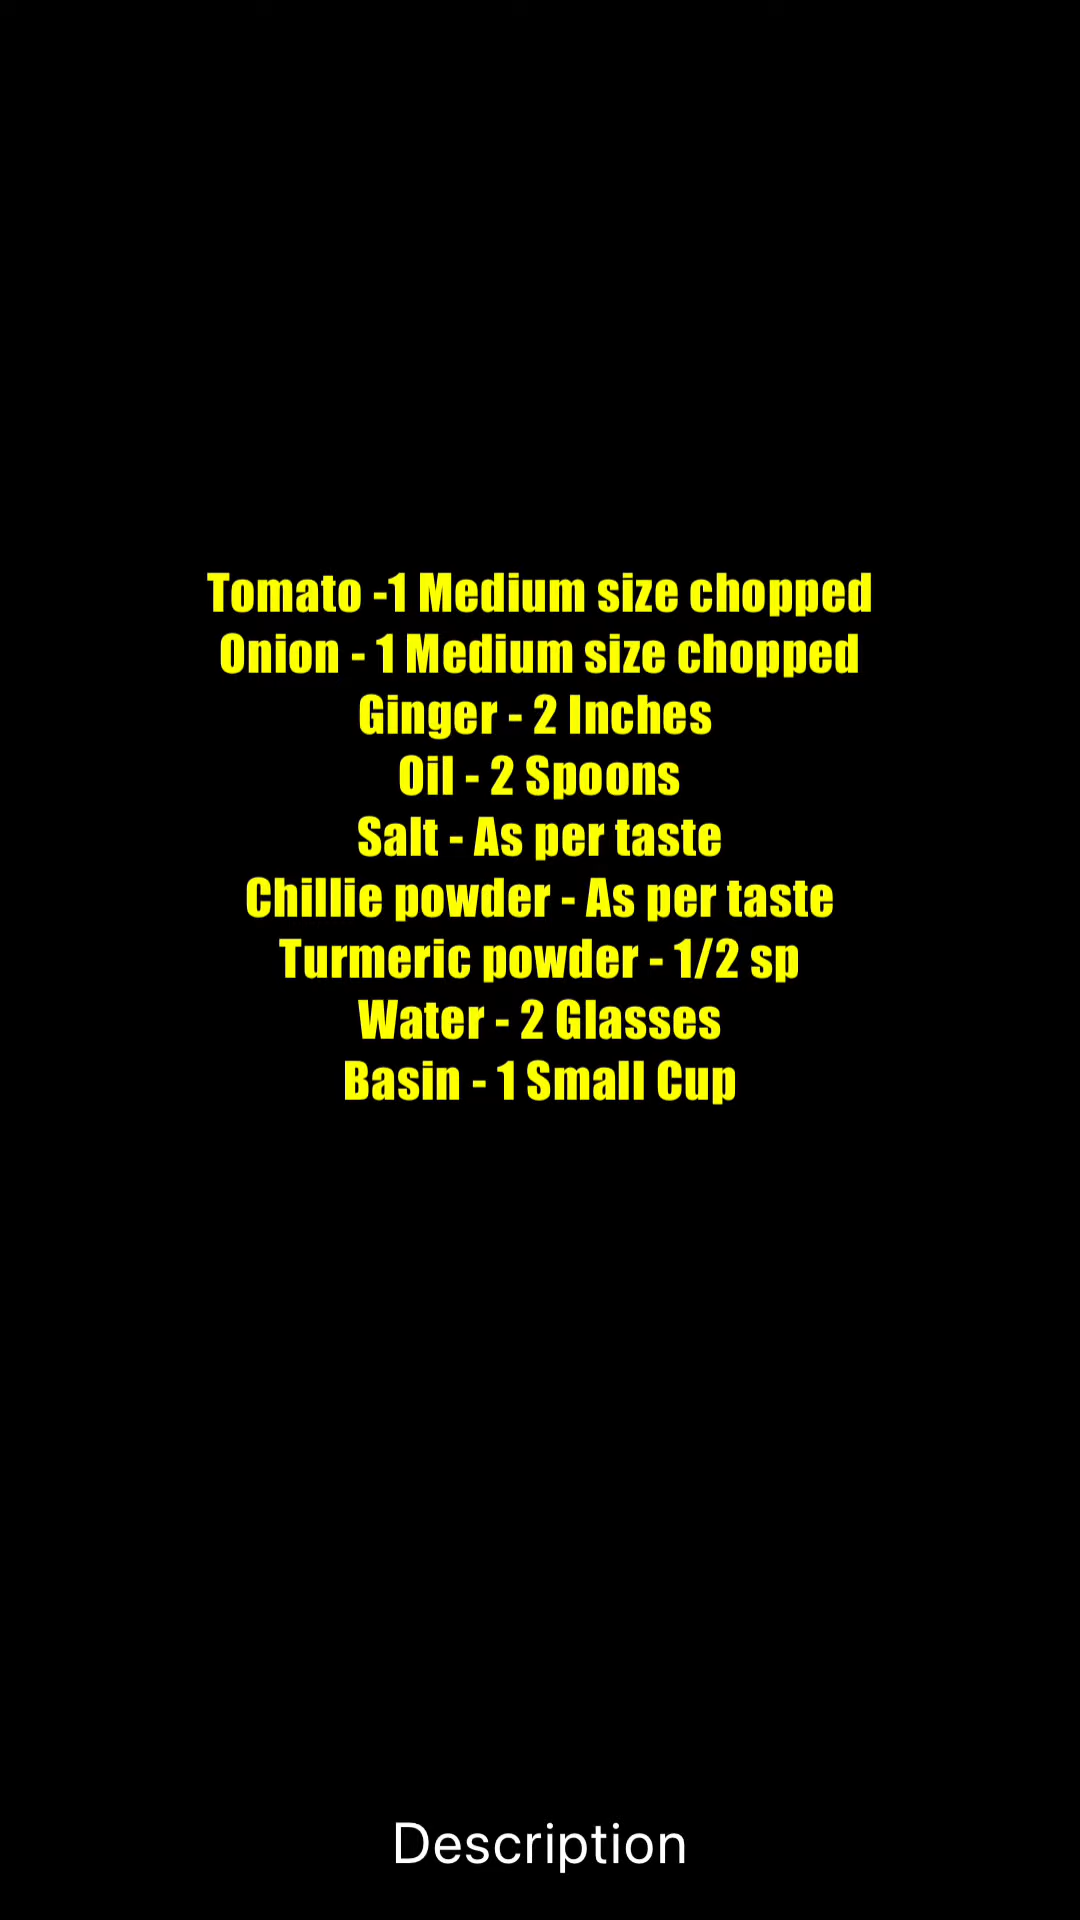 Tomato -1 Medium size chopped
Onion - 1 Medium size chopped
Ginger - 2 Inches
Oil - 2 Spoons
Salt - As per taste
Chillie powder - As per taste
Turmeric powder - 1/2 sp
Water - 2 Glasses
Basin - 1 Small Cup
Description